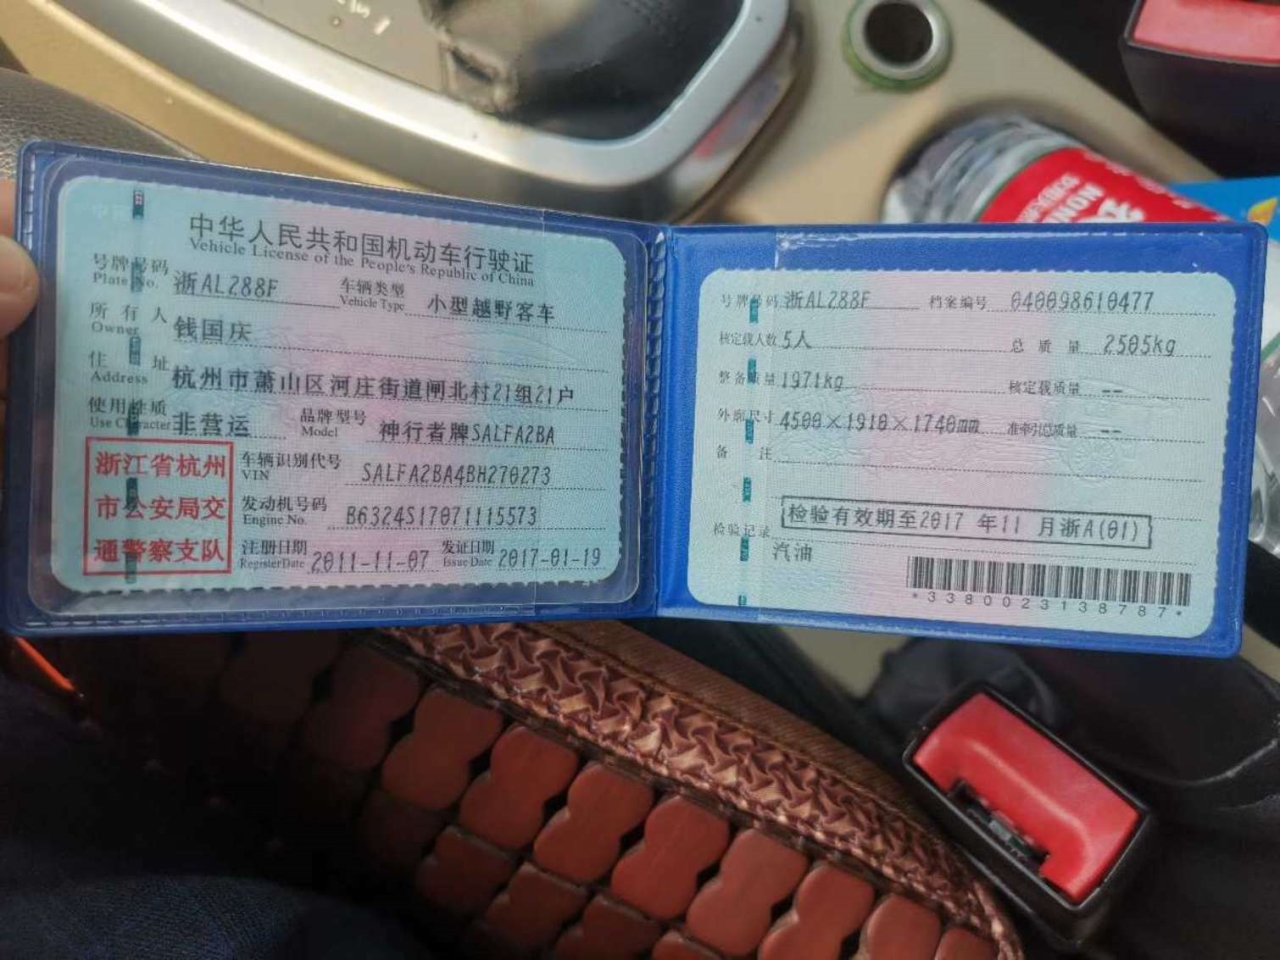 中华人民共和国机动车行驶证
Vehicle License of the People's Republic of China
号牌号码 浙AL288F 车辆类型 小型越野客车
Plate No. Vehicle Type
所有人 钱国庆
Owner
住址 杭州市萧山区河庄街道闸北村21组21户
Address
使用性质 非营运 品牌型号 神行者牌SALFA2BA
Use Character Model
浙江省杭州
市公安局交
通警察支队
车辆识别代号 SALFA2BA4BH270273
VIN
发动机号码 B6324S17071115573
Engine No.
注册日期 2011-11-07 发证日期 2017-01-19
Register Date Issue Date
号牌号码 浙AL288F 档案编号 040098610477
核定载人数 5人 总质量 2505kg
整备质量 1971kg 核定载质量 --
外廓尺寸 4500×1910×1740mm 准牵引总质量 --
备注
检验有效期至2017 年11 月浙A(01)
检验记录
汽油
*3380023138787*